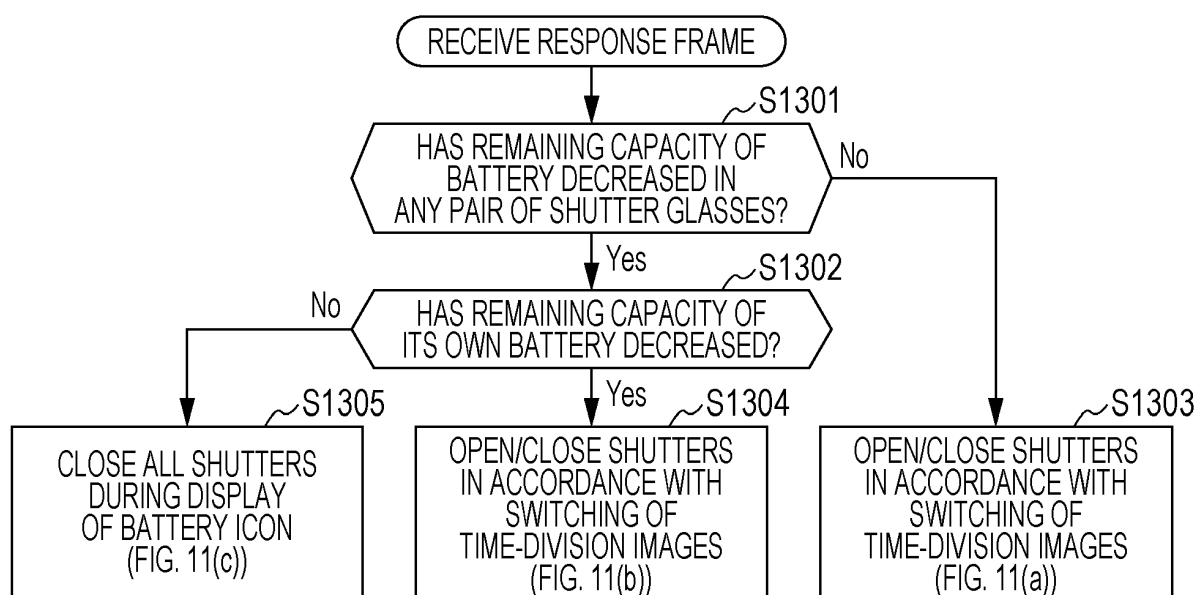 RECEIVE RESPONSE FRAME
S1301
HAS REMAINING CAPACITY OF
BATTERY DECREASED IN
ANY PAIR OF SHUTTER GLASSES?
No
Yes
S1302
No
HAS REMAINING CAPACITY OF
ITS OWN BATTERY DECREASED?
Yes
S1305
CLOSE ALL SHUTTERS
DURING DISPLAY
OF BATTERY ICON
(FIG. 11(c))
S1304
OPEN/CLOSE SHUTTERS
IN ACCORDANCE WITH
SWITCHING OF
TIME-DIVISION IMAGES
(FIG. 11(b))
S1303
OPEN/CLOSE SHUTTERS
IN ACCORDANCE WITH
SWITCHING OF
TIME-DIVISION IMAGES
(FIG. 11(a))